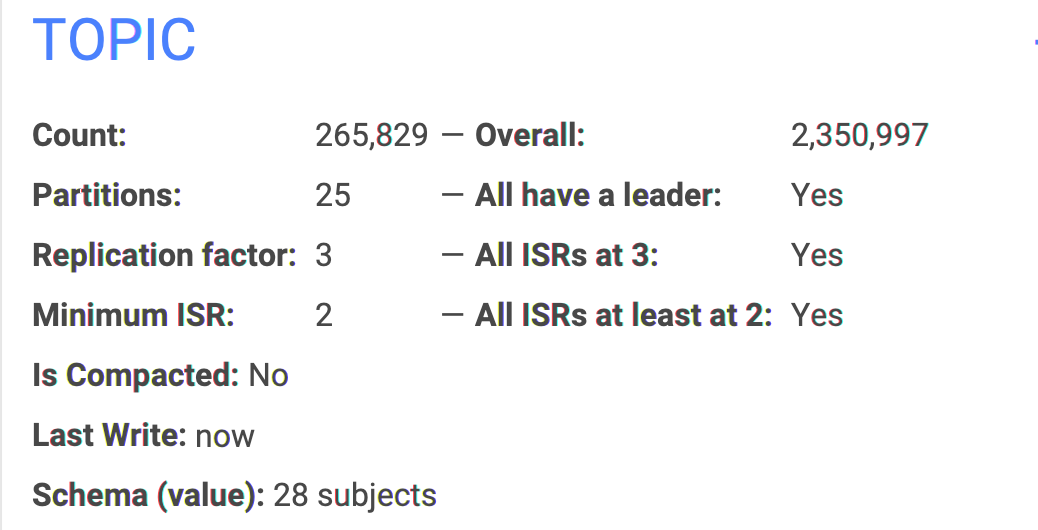 TOPIC
Count: 265,829 — Overall: 2,350,997
Partitions: 25 — All have a leader: Yes
Replication factor: 3 — All ISRs at 3: Yes
Minimum ISR: 2 — All ISRs at least at 2: Yes
Is Compacted: No
Last Write: now
Schema (value): 28 subjects